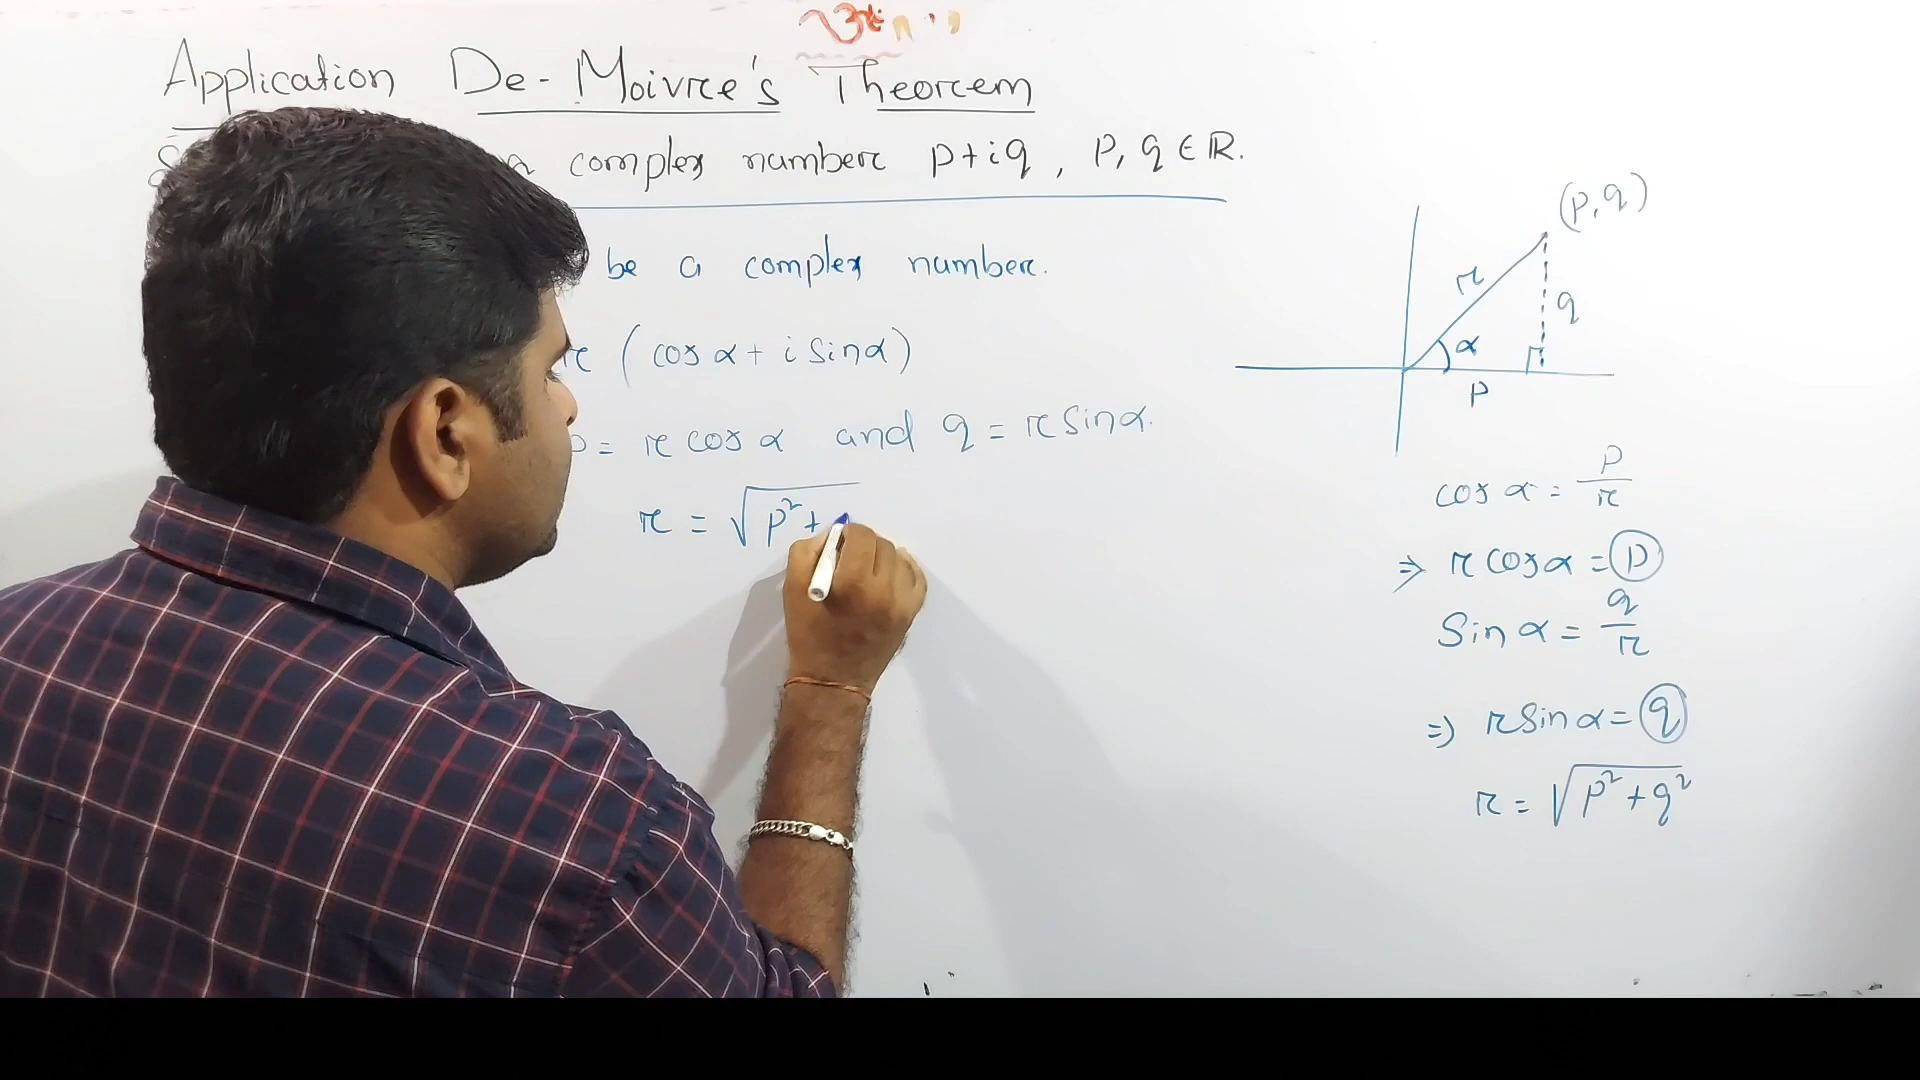 Application De-Moivre's Theorem
a complex number p+iq, p, q ∈ ℝ.
be a complex number.
r (cos α + i sin α)
p = r cos α and q = r sin α.
r = √p² +
(p, q)
r
q
α
p
cos α = p/r
⇒ r cos α = p
Sin α = q/r
⇒ r sin α = q
r = √p² + q²